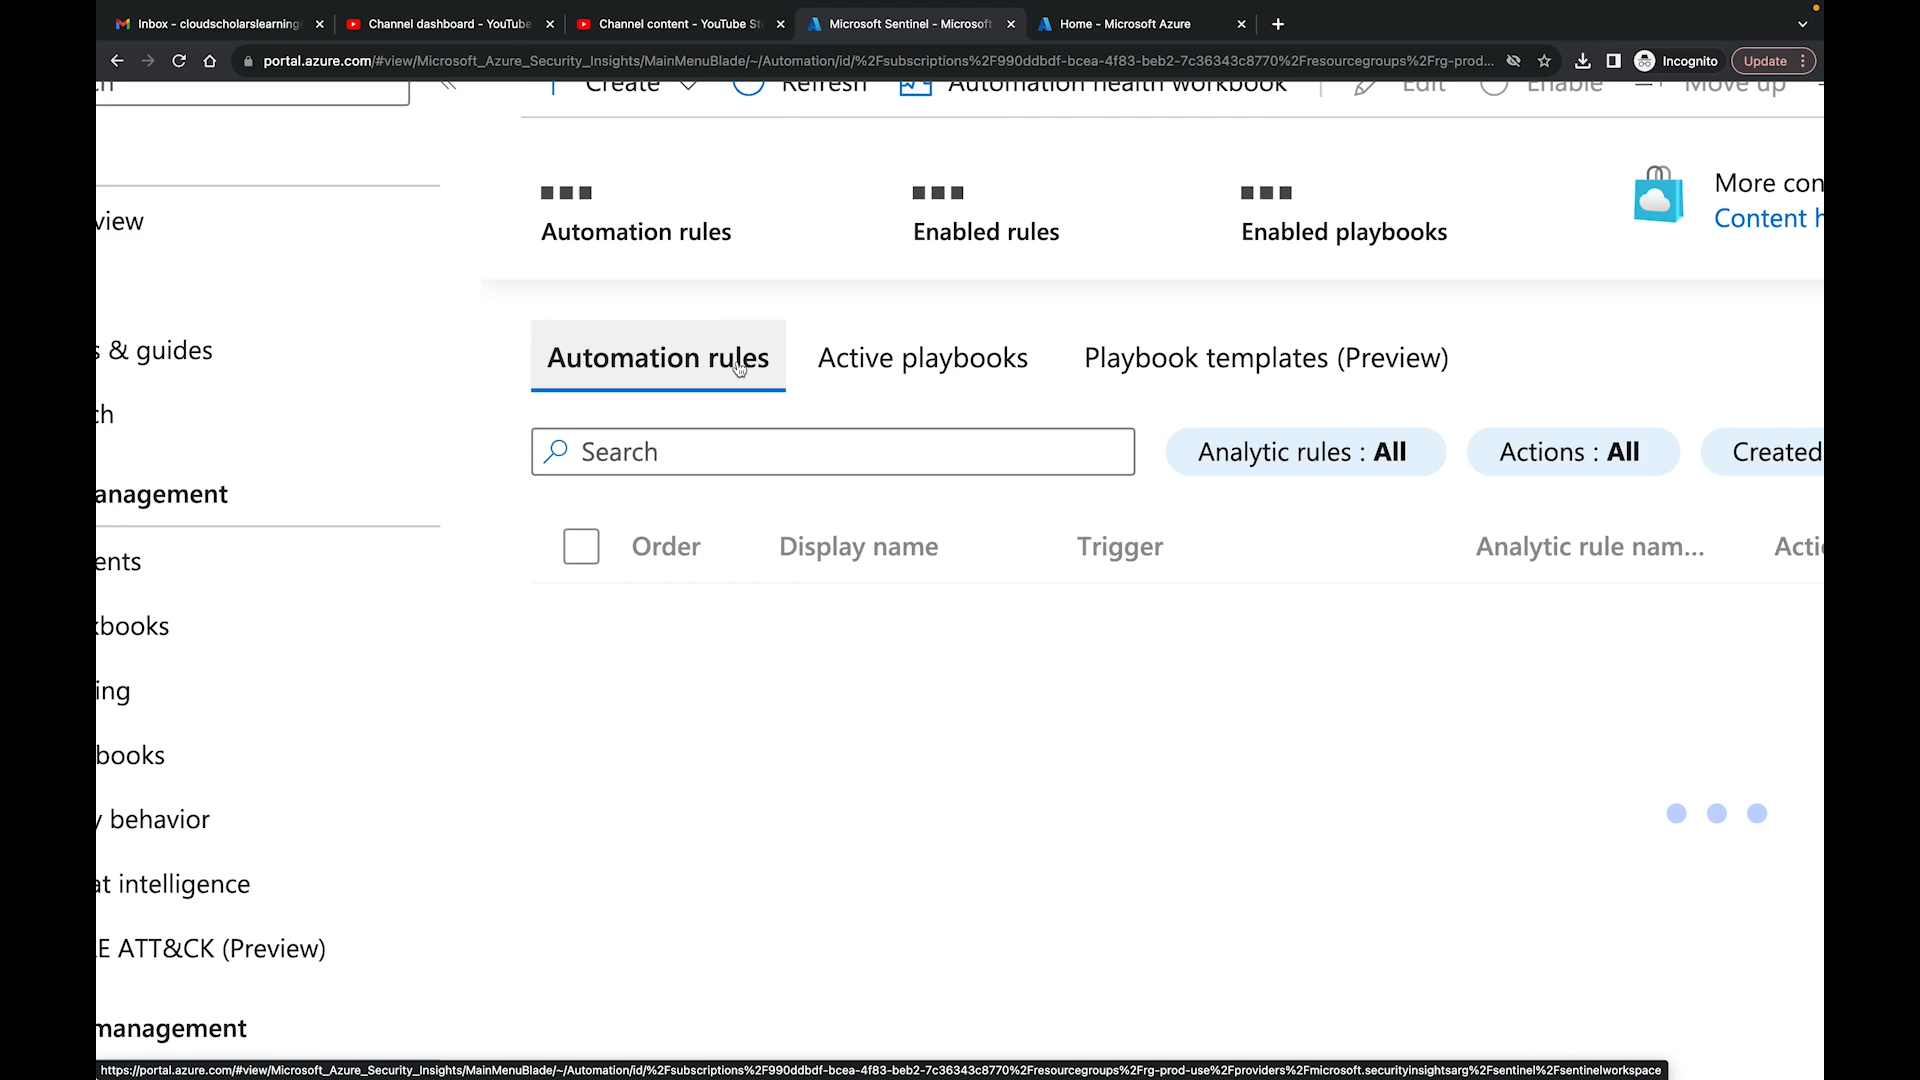 Inbox - cloudscholarslearning
Channel dashboard - YouTube
Channel content - YouTube St
Microsoft Sentinel - Microsoft
Home - Microsoft Azure
portal.azure.com/#view/Microsoft_Azure_Security_Insights/MainMenuBlade/~/Automation/id/%2Fsubscriptions%2F990ddbdf-bcea-4f83-beb2-7c36343c8770%2Fresourcegroups%2Frg-prod...
Incognito
Update
Create
Refresh
Automation health workbook
Edit
Enable
Move up
Automation rules
Enabled rules
Enabled playbooks
More con
Content h
view
s & guides
ch
anagement
ents
kbooks
ing
books
y behavior
at intelligence
E ATT&CK (Preview)
management
Automation rules
Active playbooks
Playbook templates (Preview)
Search
Analytic rules : All
Actions : All
Created
Order
Display name
Trigger
Analytic rule nam...
Acti
https://portal.azure.com/#view/Microsoft_Azure_Security_Insights/MainMenuBlade/~/Automation/id/%2Fsubscriptions%2F990ddbdf-bcea-4f83-beb2-7c36343c8770%2Fresourcegroups%2Frg-prod-use%2Fproviders%2Fmicrosoft.securityinsightsarg%2Fsentinel%2Fsentinelworkspace